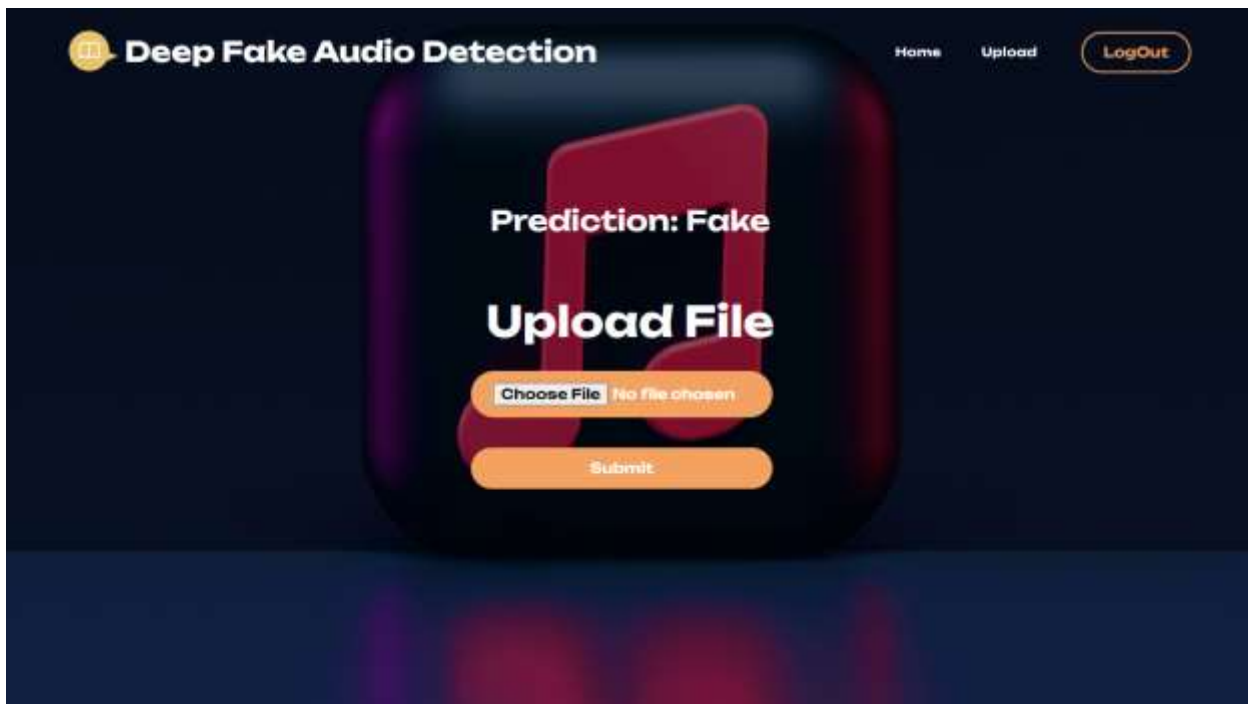 Deep Fake Audio Detection
Home Upload LogOut
Prediction: Fake
Upload File
Choose File No file chosen
Submit